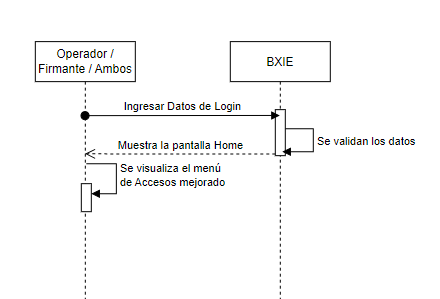 Operador /
Firmante / Ambos
BXIE
Ingresar Datos de Login
Se validan los datos
Muestra la pantalla Home
Se visualiza el menú
de Accesos mejorado